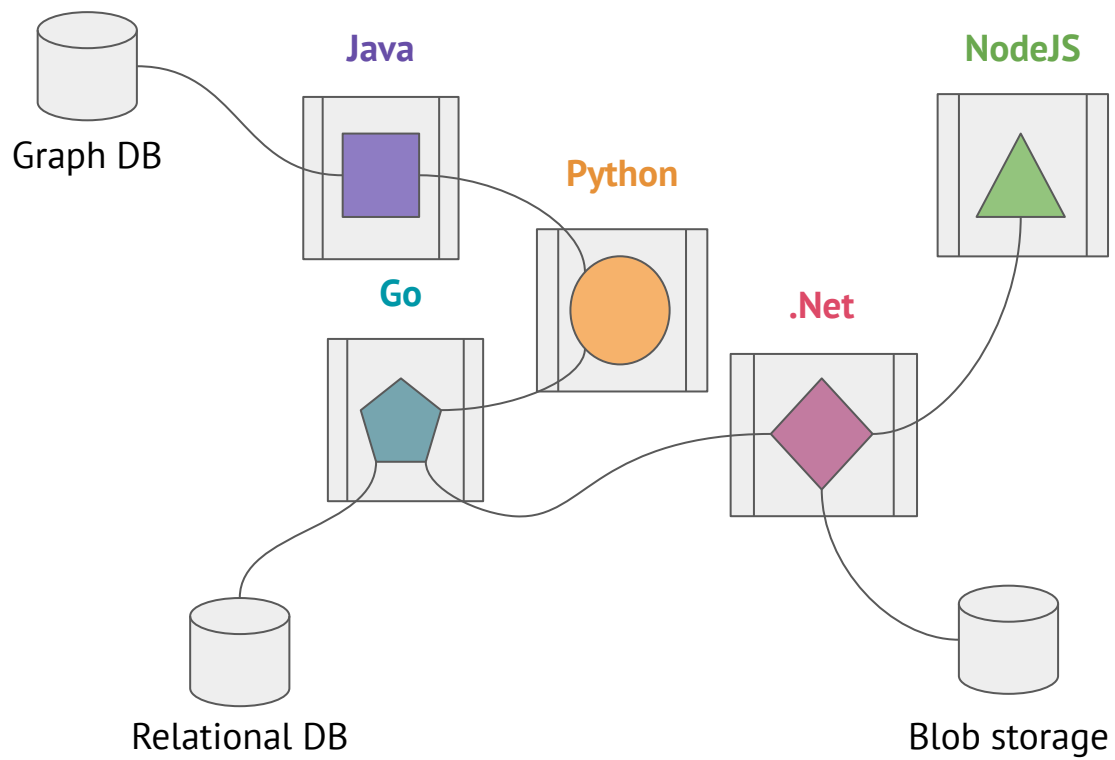 Java
NodeJS
Graph DB
Python
Go
.Net
Relational DB
Blob storage